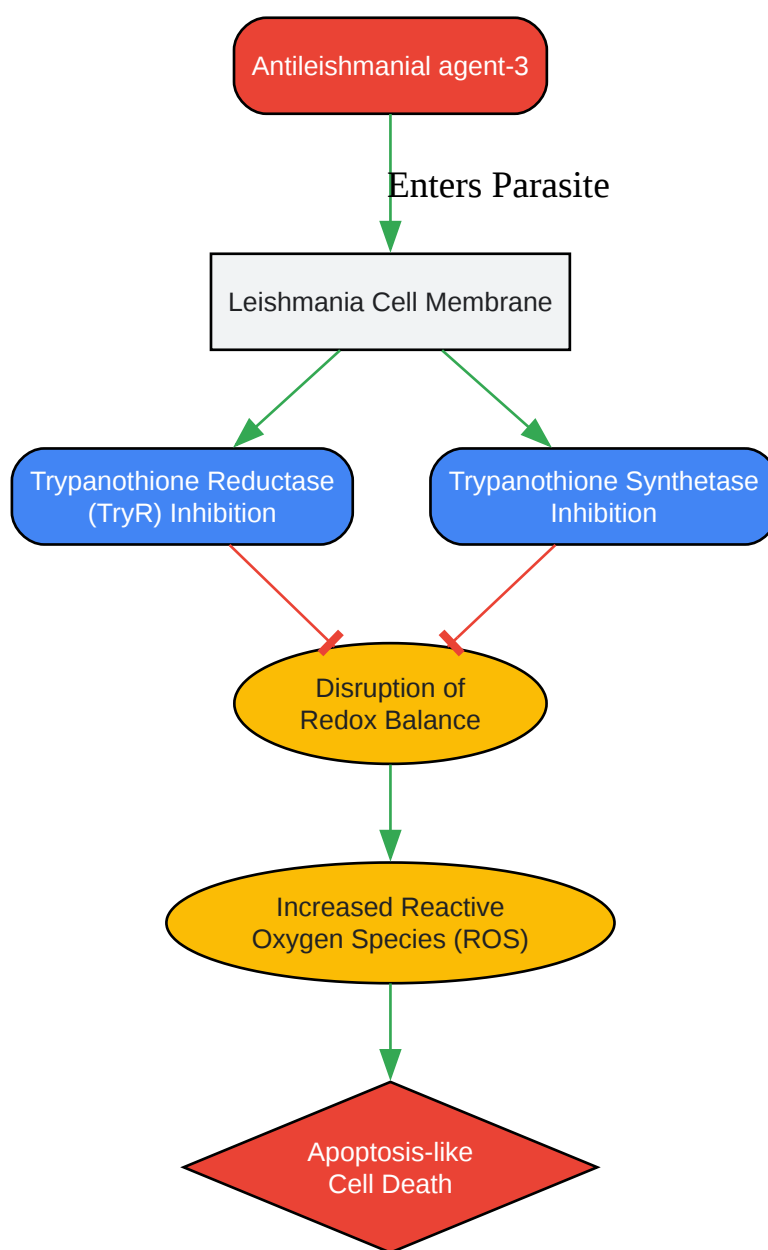 Antileishmanial agent-3
Enters Parasite
Leishmania Cell Membrane
Trypanothione Reductase
(TryR) Inhibition
Trypanothione Synthetase
Inhibition
Disruption of
Redox Balance
Increased Reactive
Oxygen Species (ROS)
Apoptosis-like
Cell Death